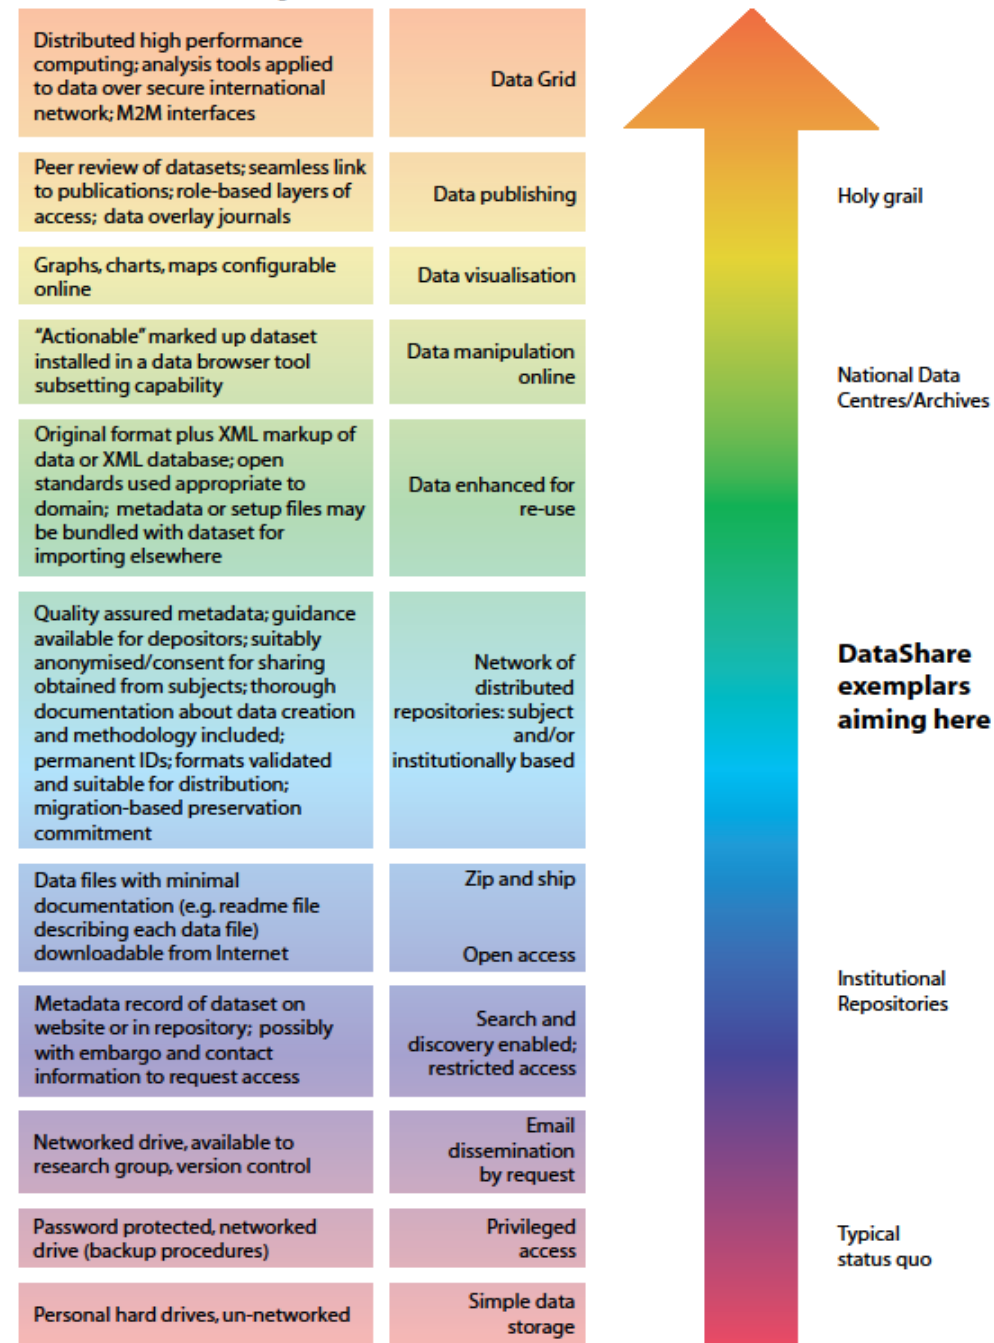 Distributed high performance
computing; analysis tools applied
to data over secure international
network; M2M interfaces
Data Grid
Peer review of datasets; seamless link
to publications; role-based layers of
access; data overlay journals
Data publishing
Holy grail
Graphs, charts, maps configurable
online
Data visualisation
“Actionable” marked up dataset
installed in a data browser tool
subsetting capability
Data manipulation
online
National Data
Centres/Archives
Original format plus XML markup of
data or XML database; open
standards used appropriate to
domain; metadata or setup files may
be bundled with dataset for
importing elsewhere
Data enhanced for
re-use
Quality assured metadata; guidance
available for depositors; suitably
anonymised/consent for sharing
obtained from subjects; thorough
documentation about data creation
and methodology included;
permanent IDs; formats validated
and suitable for distribution;
migration-based preservation
commitment
Network of
distributed
repositories: subject
and/or
institutionally based
DataShare
exemplars
aiming here
Data files with minimal
documentation (e.g. readme file
describing each data file)
downloadable from Internet
Zip and ship
Open access
Metadata record of dataset on
website or in repository; possibly
with embargo and contact
information to request access
Search and
discovery enabled;
restricted access
Institutional
Repositories
Networked drive, available to
research group, version control
Email
dissemination
by request
Password protected, networked
drive (backup procedures)
Privileged
access
Typical
status quo
Personal hard drives, un-networked
Simple data
storage